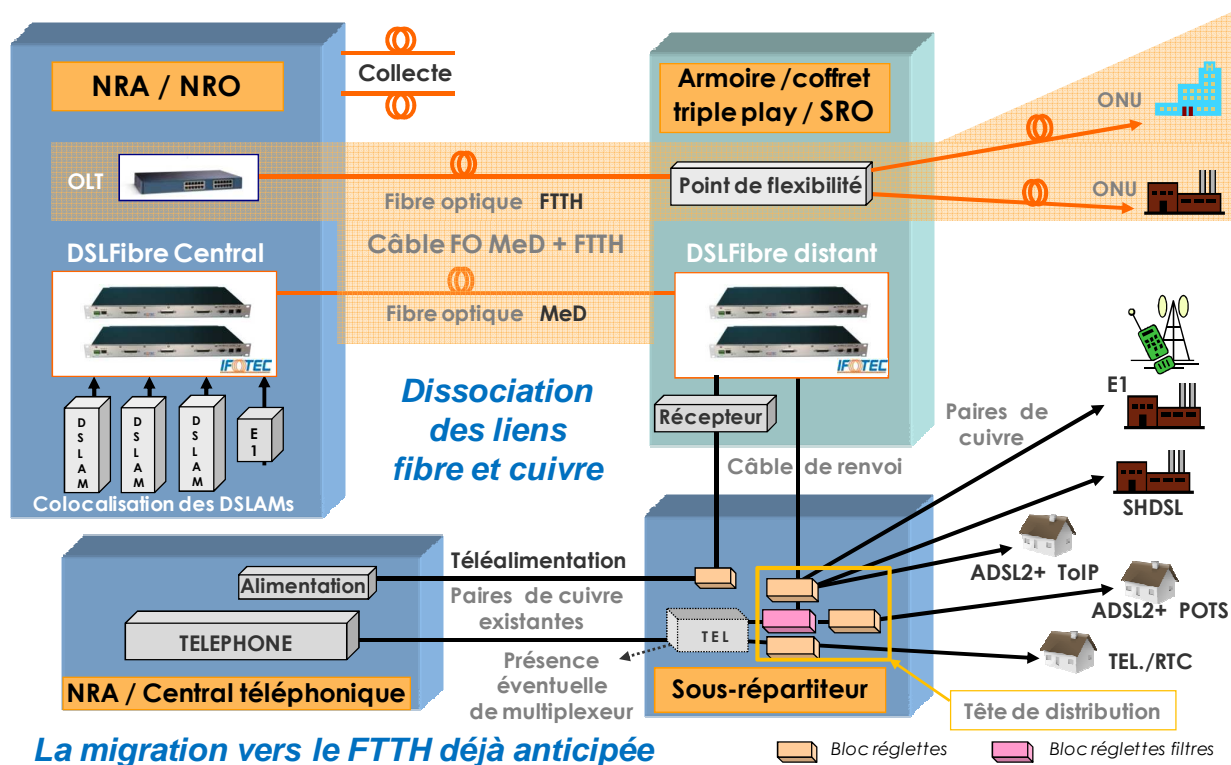 NRA / NRO
Collecte
Armoire /coffret
triple play / SRO
ONU
OLT
Fibre optique FTTH
Point de flexibilité
ONU
Câble FO MeD + FTTH
DSLFibre Central
DSLFibre distant
Fibre optique MeD
IFOTEC
IFOTEC
DSLAM
DSLAM
DSLAM
E1
Colocalisation des DSLAMs
Dissociation
des liens
fibre et cuivre
Récepteur
Câble de renvoi
Paires de
cuivre
E1
SHDSL
ADSL2+ ToIP
ADSL2+ POTS
TEL./RTC
Téléalimentation
Alimentation
Paires de cuivre
existantes
TELEPHONE
TEL
NRA / Central téléphonique
Présence
éventuelle
de multiplexeur
Sous-répartiteur
Tête de distribution
La migration vers le FTTH déjà anticipée
Bloc réglettes
Bloc réglettes filtres